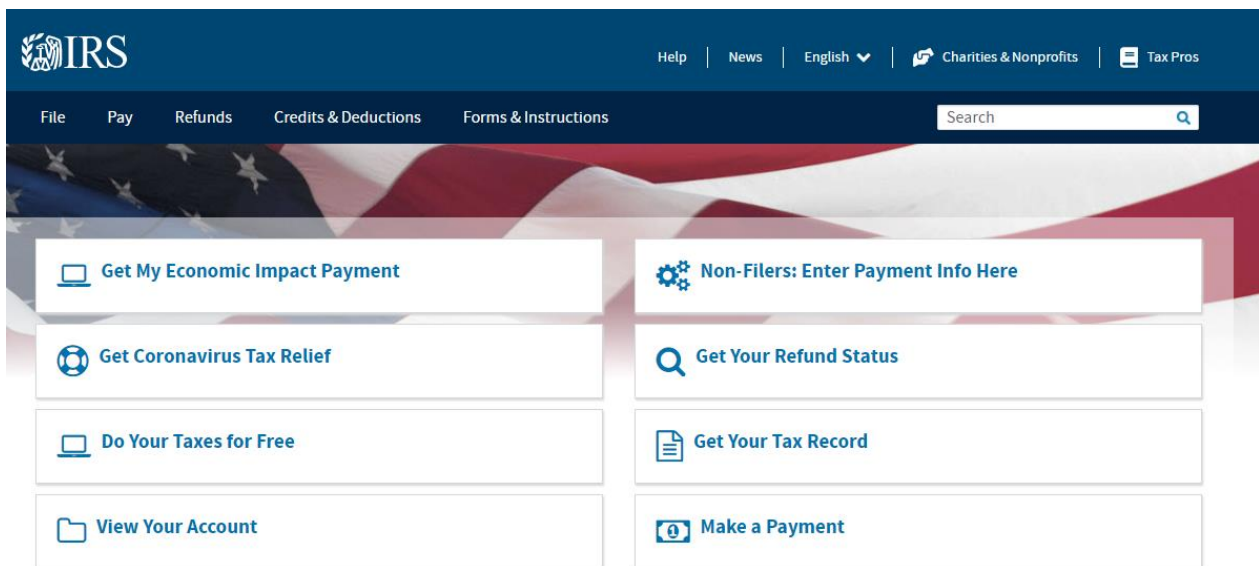 IRS
Help News English Charities & Nonprofits Tax Pros
File Pay Refunds Credits & Deductions Forms & Instructions Search
Get My Economic Impact Payment
Non-Filers: Enter Payment Info Here
Get Coronavirus Tax Relief
Get Your Refund Status
Do Your Taxes for Free
Get Your Tax Record
View Your Account
Make a Payment